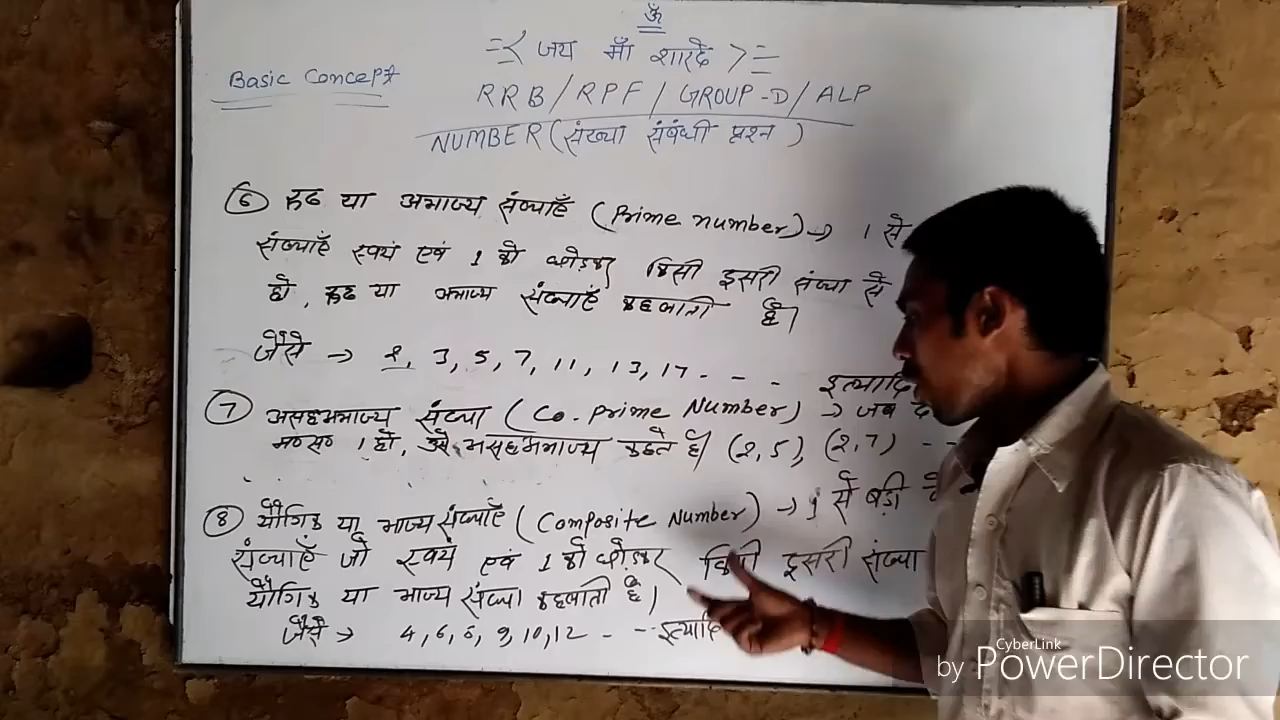 ॐ
जय माँ शारदे
Basic Concept
RRB/RPF/GROUP-D/ALP
NUMBER (संख्या संबंधी प्रश्न)
6 रूढ या अभाज्य संख्याएँ (Prime number) → 1 से
संख्याएँ स्वयं एवं 1 को छोड़कर किसी दूसरी संख्या से
हो, रूढ या अभाज्य संख्याएँ कहलाती है।
जैसे → 2, 3, 5, 7, 11, 13, 17 - - - इत्यादि
7 असहअभाज्य संख्या (Co. prime Number) → जब
म०स० 1 हो, उसे असहअभाज्य कहते है। (2,5), (2,7) --
8 यौगिक या भाज्य संख्याएँ (Composite Number) → 1 से बड़ी
संख्याएँ जो स्वयं एवं 1 को छोड़कर किसी दूसरी संख्या
यौगिक या भाज्य संख्या कहलाती है।
जैसे → 4, 6, 8, 9, 10, 12 - - - इत्यादि
CyberLink
by PowerDirector